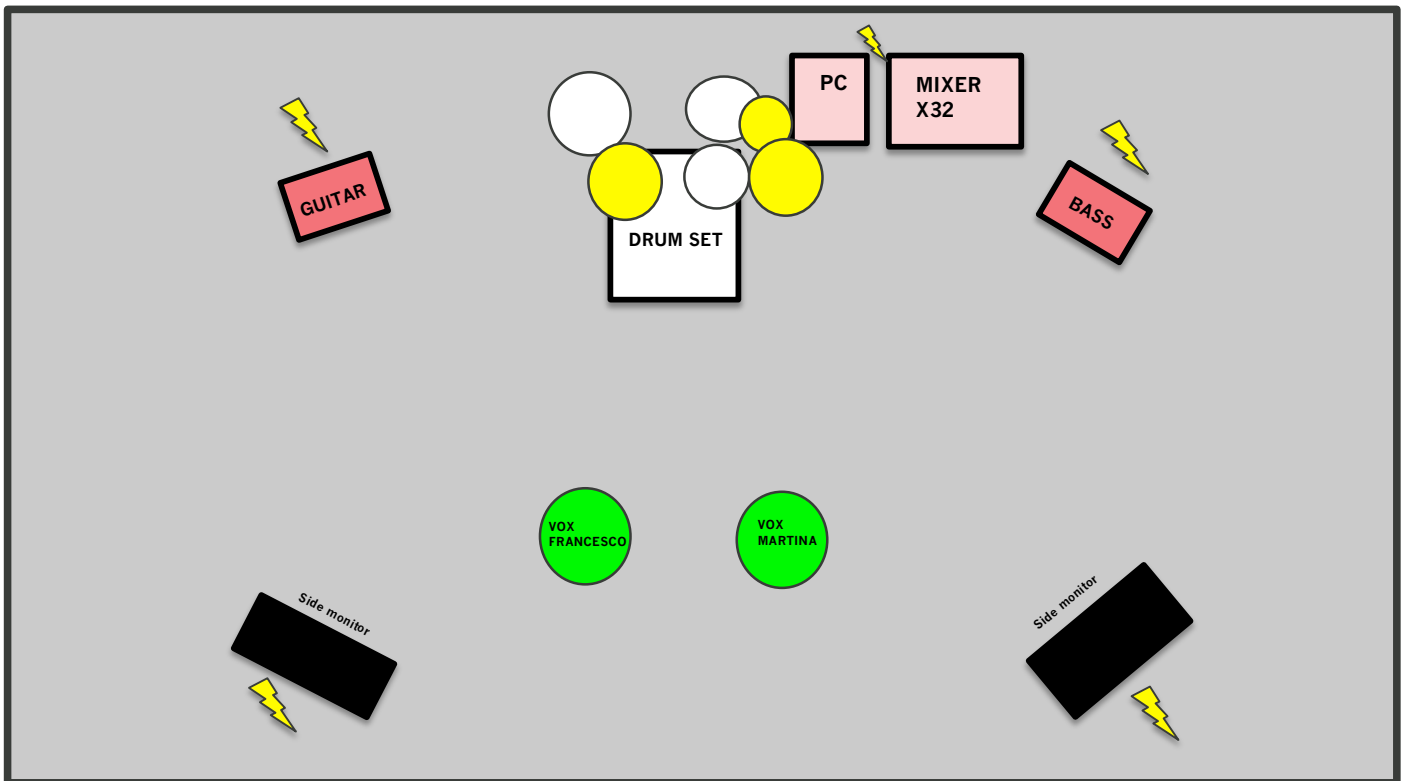 PC
MIXER
X32
GUITAR
BASS
DRUM SET
VOX
FRANCESCO
VOX
MARTINA
Side monitor
Side monitor